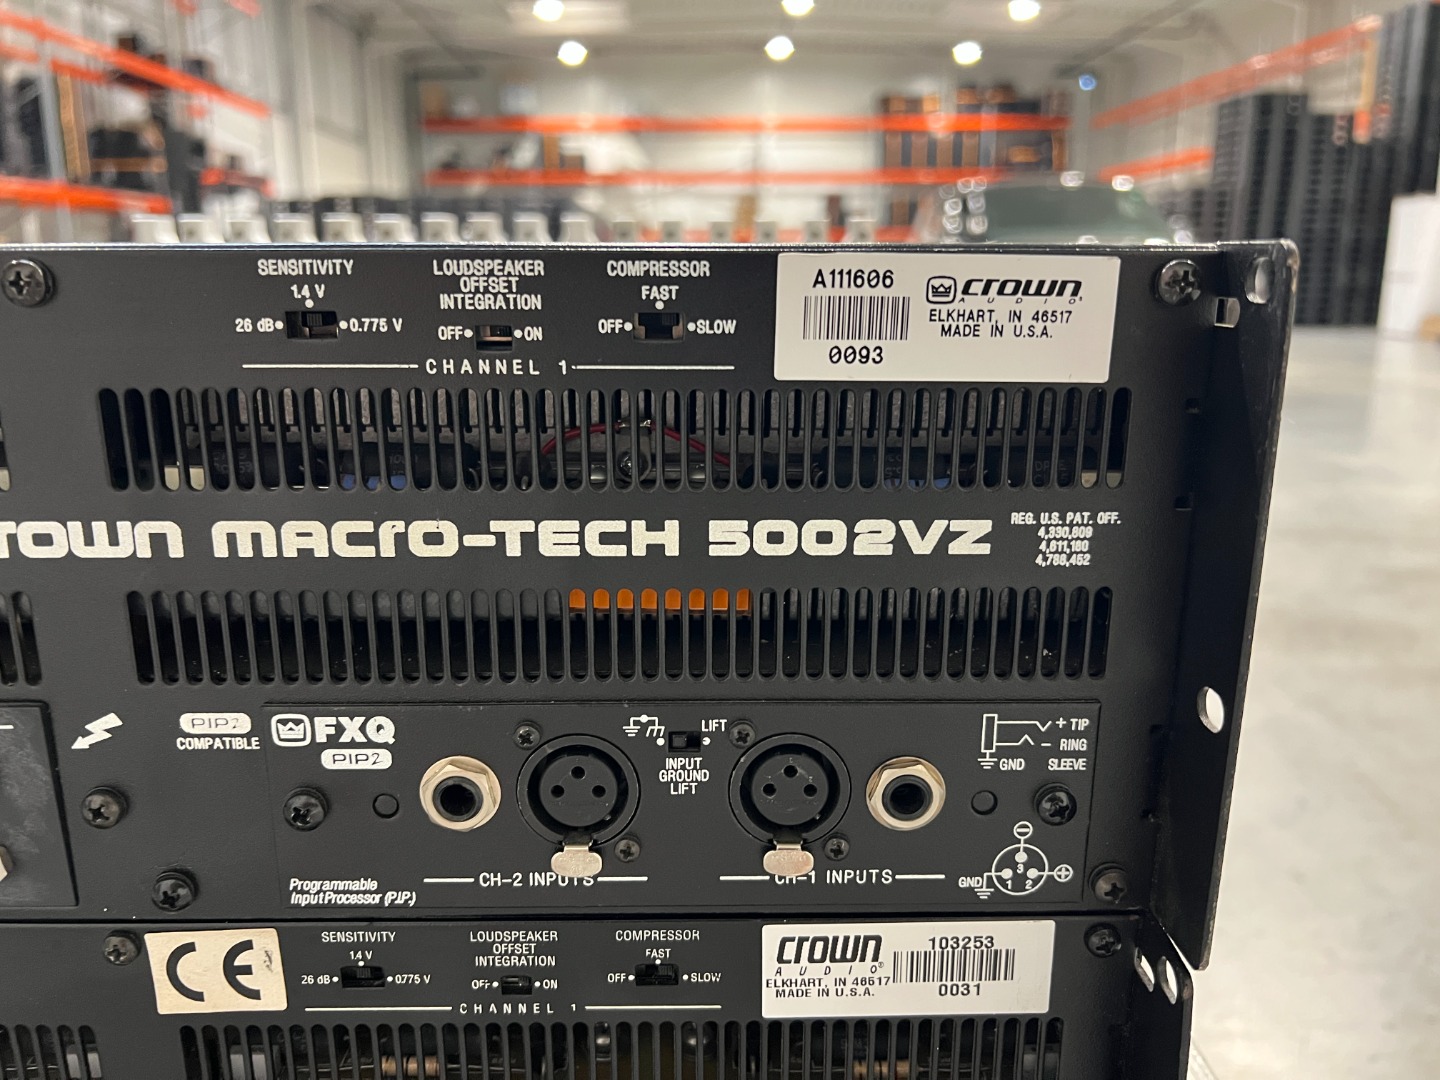 SENSITIVITY
1.4 V
26 dB 0.775 V
LOUDSPEAKER
OFFSET
INTEGRATION
OFF ON
COMPRESSOR
FAST
OFF SLOW
CHANNEL 1
A111606
0093
crown
AUDIO
ELKHART, IN 46517
MADE IN U.S.A.
CROWN MACRO-TECH 5002VZ
REG. U.S. PAT. OFF.
4,330,809
4,611,180
4,788,452
PIP2
COMPATIBLE
FXQ
PIP2
LIFT
INPUT
GROUND
LIFT
+ TIP
- RING
GND SLEEVE
CH-2 INPUTS
CH-1 INPUTS
GND
3
1 2
Programmable
Input Processor (P.I.P.)
CE
SENSITIVITY
1.4 V
26 dB 0.775 V
LOUDSPEAKER
OFFSET
INTEGRATION
OFF ON
COMPRESSOR
FAST
OFF SLOW
CHANNEL 1
crown
AUDIO®
ELKHART, IN 46517
MADE IN U.S.A.
103253
0031